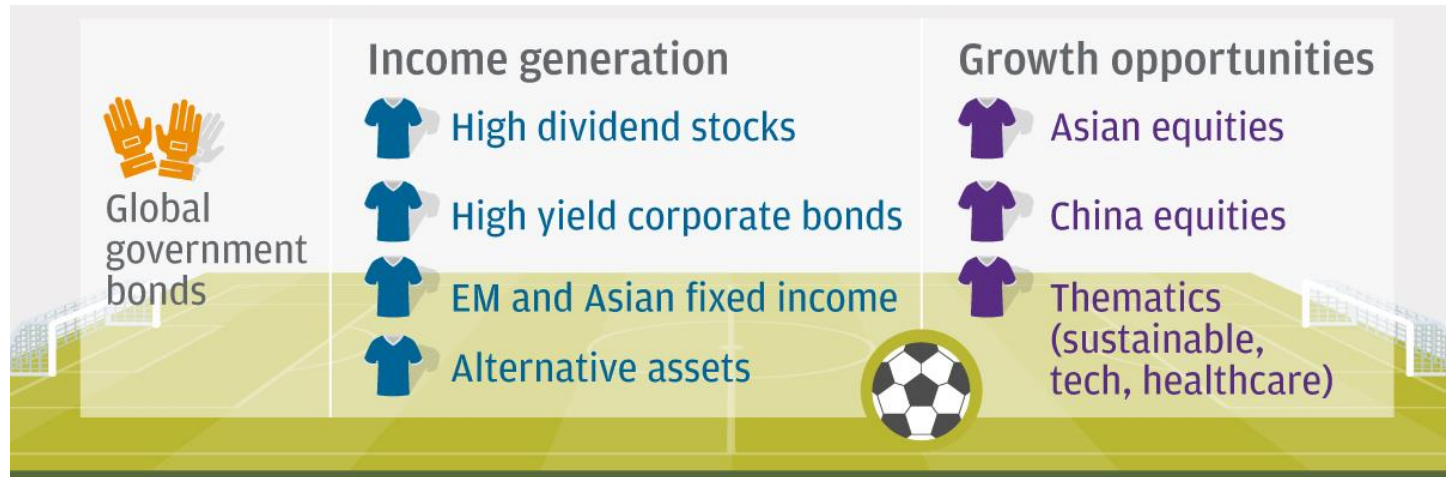 Global
government
bonds
Income generation
High dividend stocks
High yield corporate bonds
EM and Asian fixed income
Alternative assets
Growth opportunities
Asian equities
China equities
Thematics
(sustainable,
tech, healthcare)